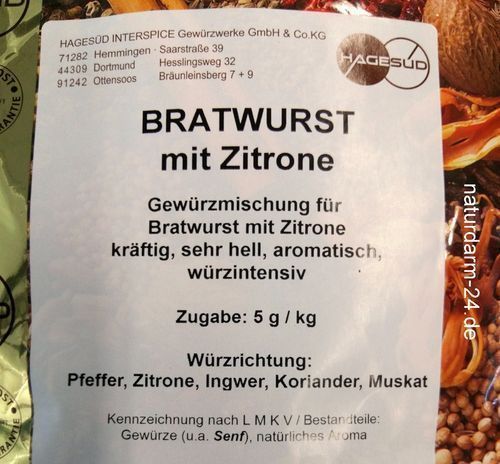 HAGESÜD INTERSPICE Gewürzwerke GmbH & Co.KG
71282 Hemmingen - Saarstraße 39
44309 Dortmund Hesslingsweg 32
91242 Ottensoos Bräunleinsberg 7 + 9
HAGESÜD
BRATWURST
mit Zitrone
Gewürzmischung für
Bratwurst mit Zitrone
kräftig, sehr hell, aromatisch,
würzintensiv
Zugabe: 5 g / kg
Würzrichtung:
Pfeffer, Zitrone, Ingwer, Koriander, Muskat
Kennzeichnung nach L M K V / Bestandteile:
Gewürze (u.a. Senf), natürliches Aroma
naturdarm-24.de